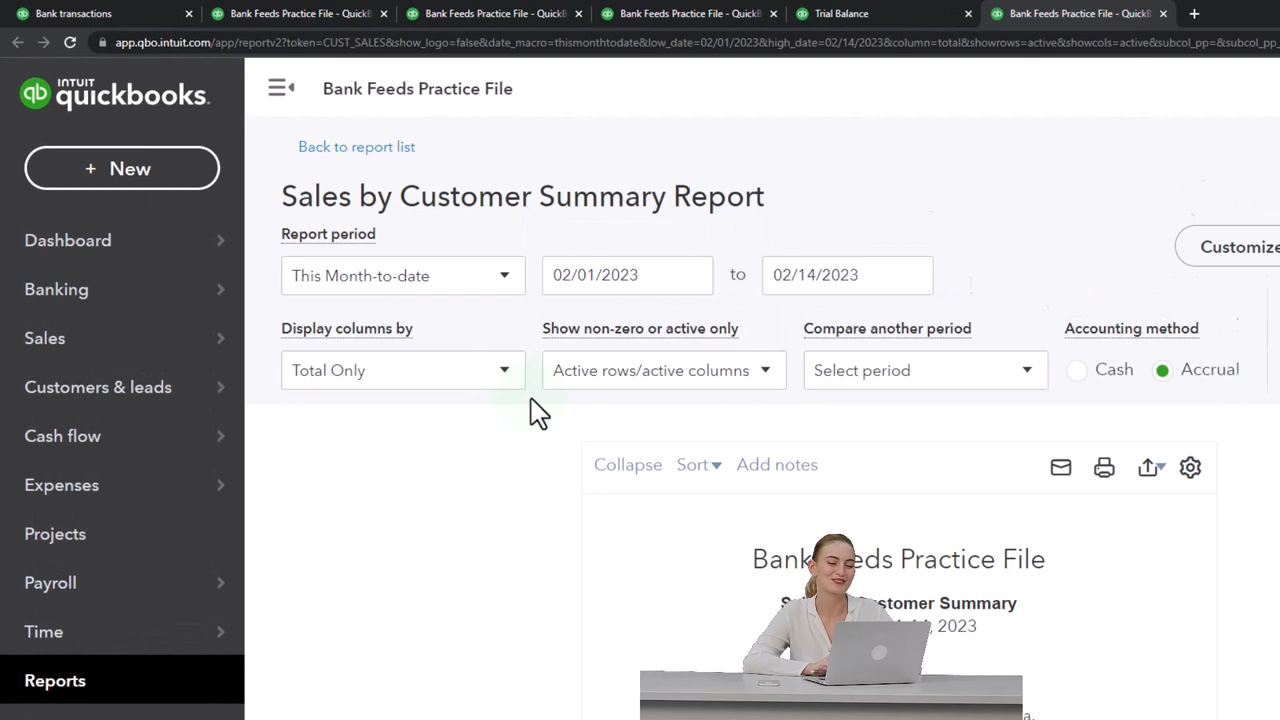 Bank transactions
Bank Feeds Practice File - QuickB
Bank Feeds Practice File - QuickB
Bank Feeds Practice File - QuickB
Trial Balance
Bank Feeds Practice File - QuickB
app.qbo.intuit.com/app/reportv2?token=CUST_SALES&show_logo=false&date_macro=thismonthtodate&low_date=02/01/2023&high_date=02/14/2023&column=total&showrows=active&showcols=active&subcol_pp=&subcol_pp_
INTUIT
quickbooks.
Bank Feeds Practice File
+ New
Back to report list
Sales by Customer Summary Report
Report period
Customize
This Month-to-date
02/01/2023
to
02/14/2023
Display columns by
Show non-zero or active only
Compare another period
Accounting method
Total Only
Active rows/active columns
Select period
Cash
Accrual
Dashboard
Banking
Sales
Customers & leads
Cash flow
Expenses
Projects
Payroll
Time
Reports
Collapse
Sort
Add notes
Bank Feeds Practice File
Customer Summary
2023